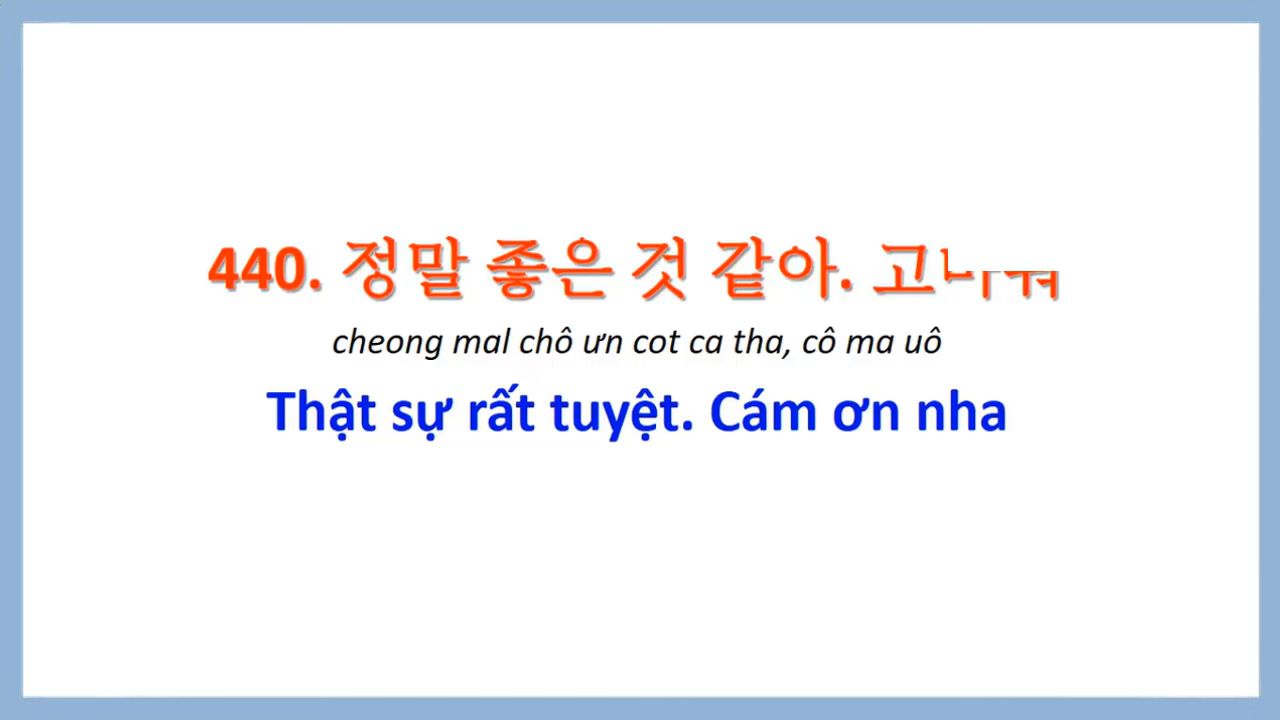 440. 정말 좋은 것 같아.
cheong mal chô ưn cot ca tha, cô ma uô
Thật sự rất tuyệt. Cám ơn nha